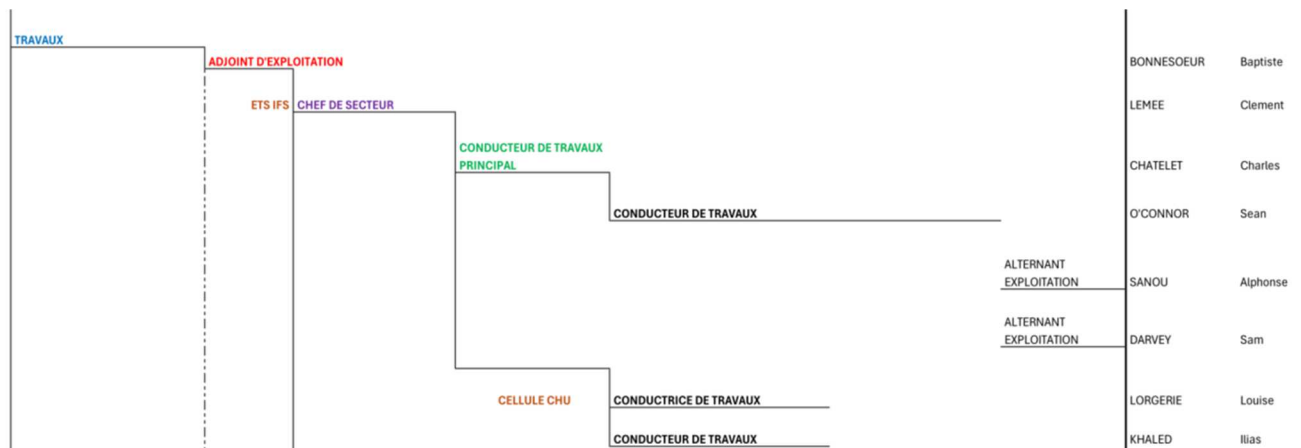 TRAVAUX
ADJOINT D'EXPLOITATION BONNESOEUR Baptiste
ETS IFS CHEF DE SECTEUR LEMEE Clement
CONDUCTEUR DE TRAVAUX
PRINCIPAL CHATELET Charles
CONDUCTEUR DE TRAVAUX O'CONNOR Sean
ALTERNANT
EXPLOITATION SANOU Alphonse
ALTERNANT
EXPLOITATION DARVEY Sam
CELLULE CHU CONDUCTRICE DE TRAVAUX LORGERIE Louise
CONDUCTEUR DE TRAVAUX KHALED Ilias